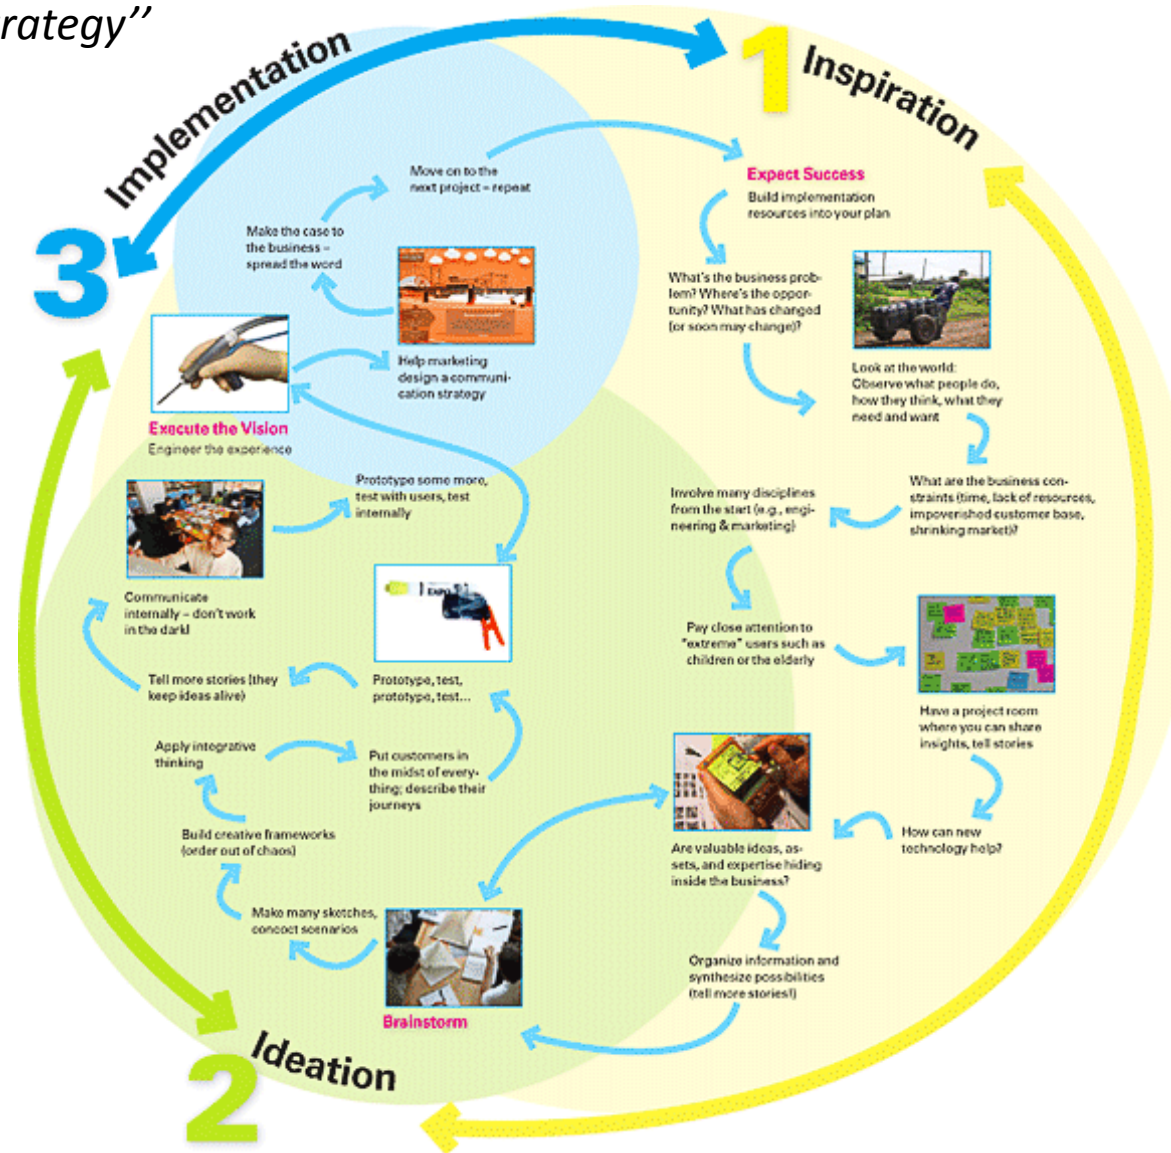 rategy”
1
Inspiration
Expect Success
Build implementation
resources into your plan
What's the business prob-
lem? Where's the oppor-
tunity? What has changed
(or soon may change)?
Look at the world:
Observe what people do,
how they think, what they
need and want
What are the business con-
straints (time, lack of resources,
impoverished customer base,
shrinking market)?
Involve many disciplines
from the start (e.g., engi-
neering & marketing)
Pay close attention to
"extreme" users such as
children or the elderly
Have a project room
where you can share
insights, tell stories
How can new
technology help?
Are valuable ideas, as-
sets, and expertise hiding
inside the business?
Organize information and
synthesize possibilities
(tell more stories!)
2
Ideation
Brainstorm
Make many sketches,
concoct scenarios
Build creative frameworks
(order out of chaos)
Apply integrative
thinking
Put customers in
the midst of every-
thing; describe their
journeys
EXPO
Prototype, test,
prototype, test...
Tell more stories (they
keep ideas alive)
Communicate
internally – don't work
in the dark!
Prototype some more,
test with users, test
internally
3
Implementation
Execute the Vision
Engineer the experience
Help marketing
design a communi-
cation strategy
Make the case to
the business –
spread the word
Move on to the
next project – repeat